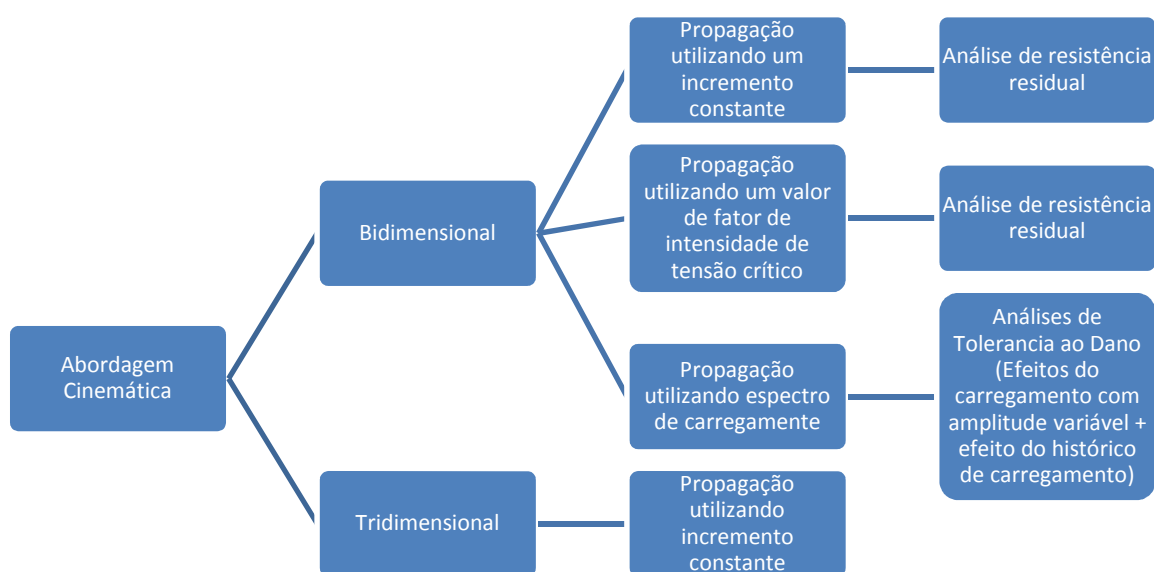 Abordagem
Cinemática
Bidimensional
Propagação
utilizando um
incremento
constante
Análise de resistência
residual
Propagação
utilizando um valor
de fator de
intensidade de
tensão crítico
Análise de resistência
residual
Propagação
utilizando espectro
de carregamente
Análises de
Tolerancia ao Dano
(Efeitos do
carregamento com
amplitude variável +
efeito do histórico
de carregamento)
Tridimensional
Propagação
utilizando
incremento
constante